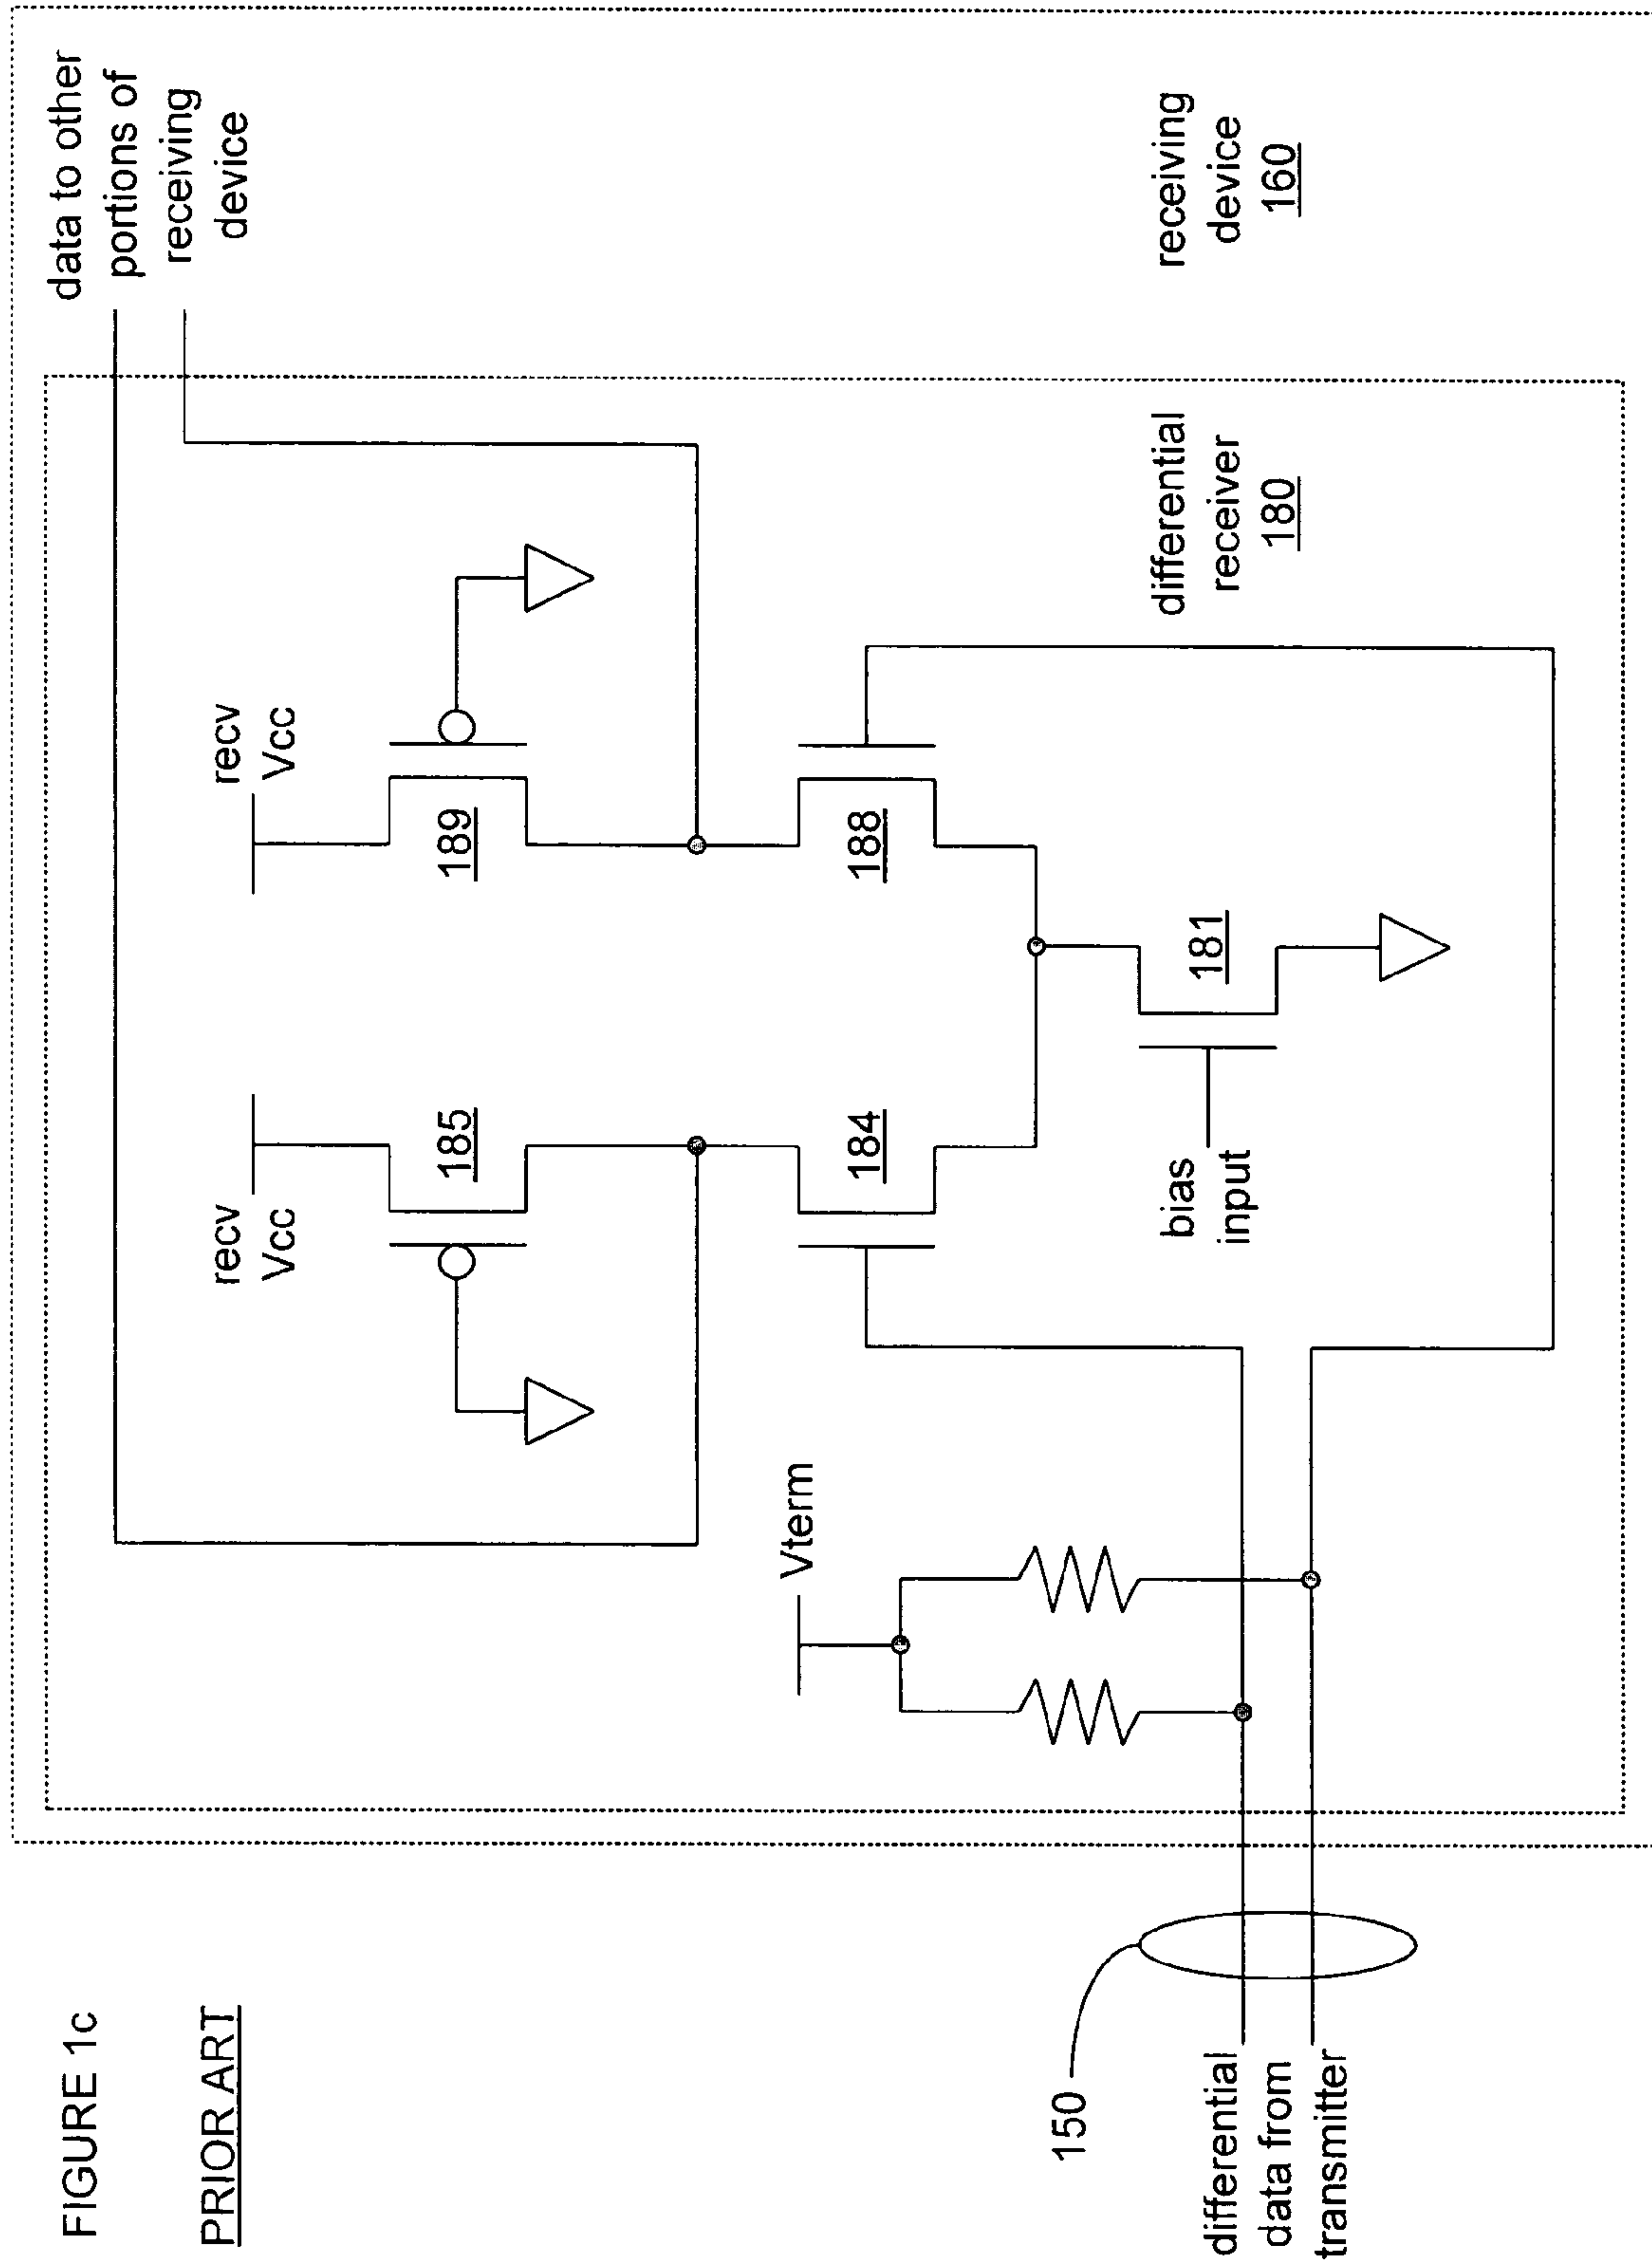 FIGURE 1c
PRIOR ART
data to other
portions of
receiving
device
recv
Vcc
recv
Vcc
185
189
Vterm
184
188
181
bias
input
150
differential
data from
transmitter
differential
receiver
180
receiving
device
160